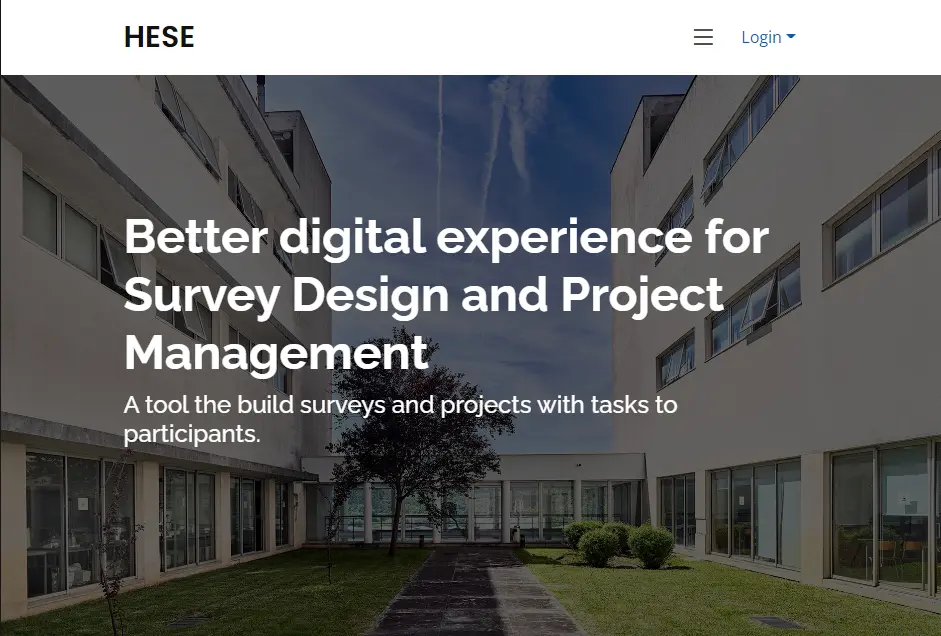 HESE
Login
Better digital experience for
Survey Design and Project
Management
A tool the build surveys and projects with tasks to
participants.